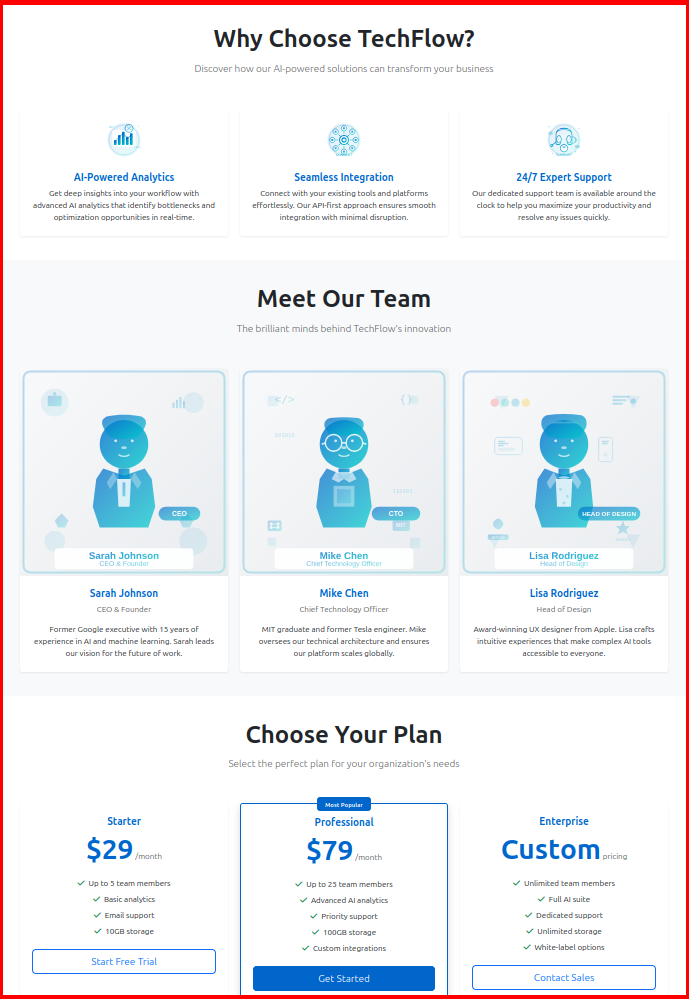 Why Choose TechFlow?
Discover how our AI-powered solutions can transform your business
AI-Powered Analytics
Get deep insights into your workflow with
advanced AI analytics that identify bottlenecks and
optimization opportunities in real-time.
Seamless Integration
Connect with your existing tools and platforms
effortlessly. Our API-first approach ensures smooth
integration with minimal disruption.
24/7 Expert Support
Our dedicated support team is available around the
clock to help you maximize your productivity and
resolve any issues quickly.
Meet Our Team
The brilliant minds behind TechFlow's innovation
CEO
Sarah Johnson
CEO & Founder
Sarah Johnson
CEO & Founder
Former Google executive with 15 years of
experience in AI and machine learning. Sarah leads
our vision for the future of work.
</>
{}
CTO
MIT
Mike Chen
Chief Technology Officer
Mike Chen
Chief Technology Officer
MIT graduate and former Tesla engineer. Mike
oversees our technical architecture and ensures
our platform scales globally.
HEAD OF DESIGN
Lisa Rodriguez
Head of Design
Lisa Rodriguez
Head of Design
Award-winning UX designer from Apple. Lisa crafts
intuitive experiences that make complex AI tools
accessible to everyone.
Choose Your Plan
Select the perfect plan for your organization's needs
Starter
$29 /month
Up to 5 team members
Basic analytics
Email support
10GB storage
Start Free Trial
Most Popular
Professional
$79 /month
Up to 25 team members
Advanced AI analytics
Priority support
100GB storage
Custom integrations
Get Started
Enterprise
Custom pricing
Unlimited team members
Full AI suite
Dedicated support
Unlimited storage
White-label options
Contact Sales